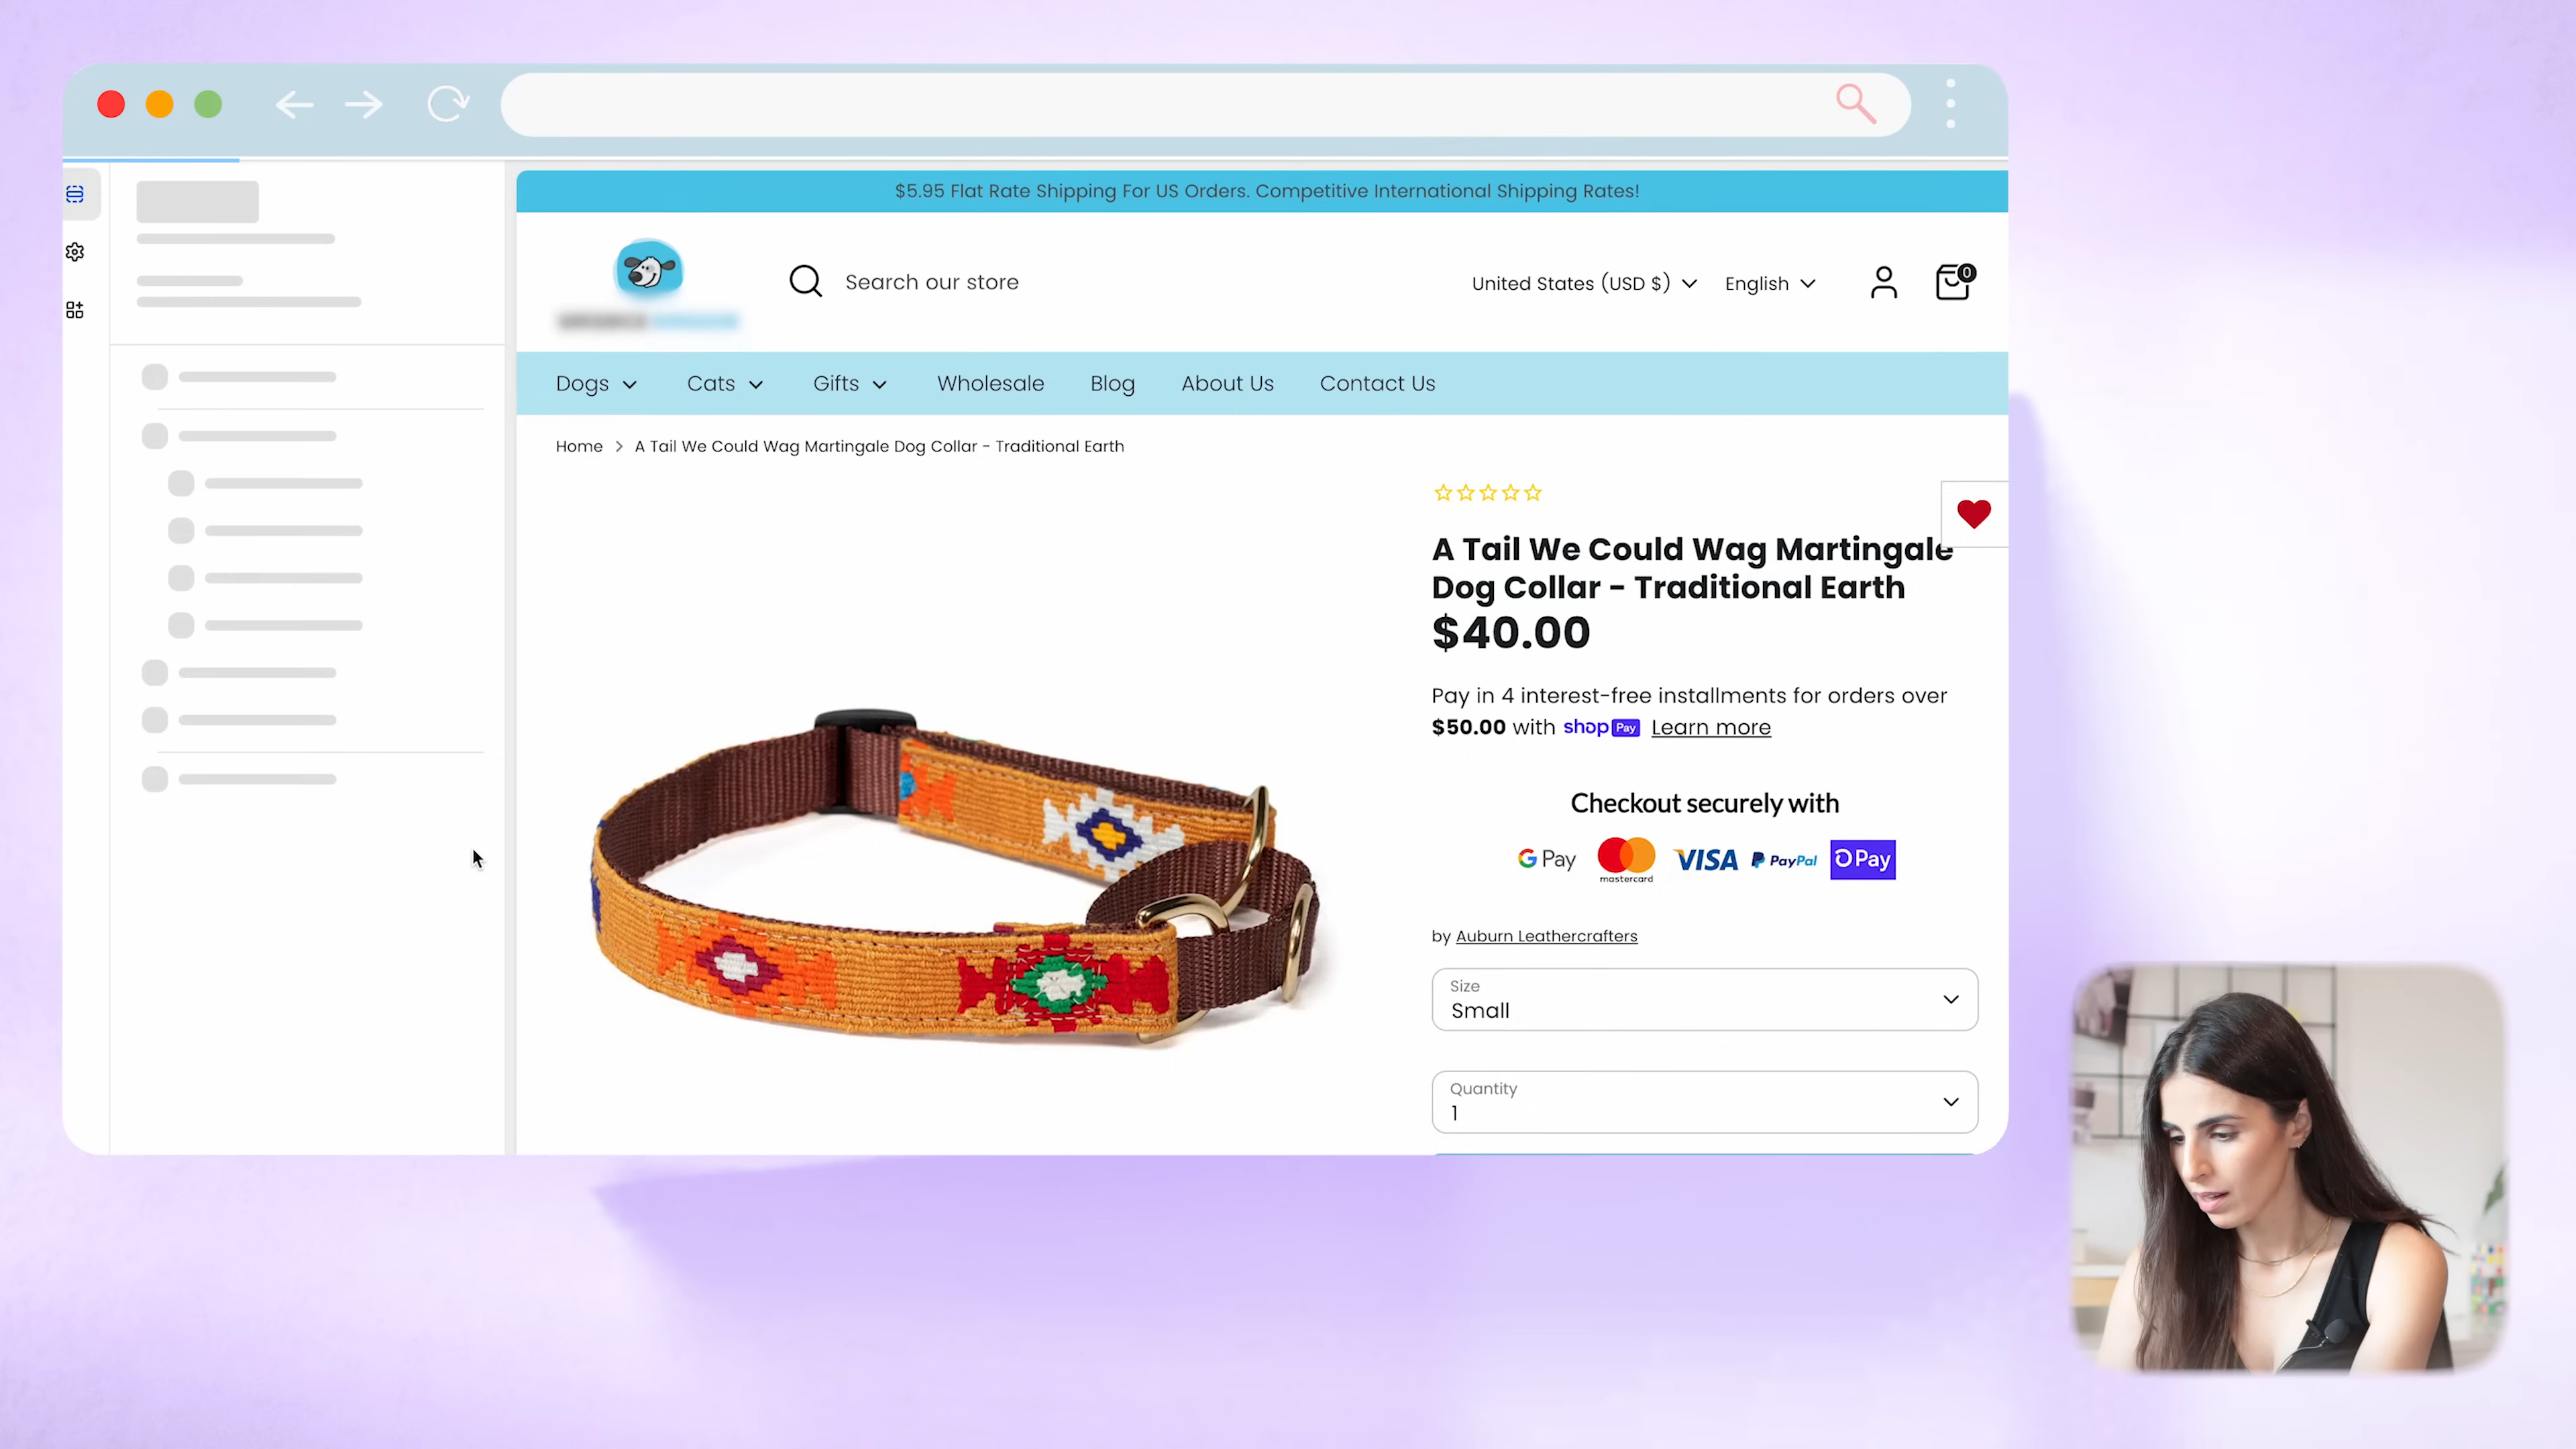 $5.95 Flat Rate Shipping For US Orders. Competitive International Shipping Rates!
Search our store
United States (USD $)
English
0
Dogs
Cats
Gifts
Wholesale
Blog
About Us
Contact Us
Home > A Tail We Could Wag Martingale Dog Collar - Traditional Earth
A Tail We Could Wag Martingale
Dog Collar - Traditional Earth
$40.00
Pay in 4 interest-free installments for orders over
$50.00 with shop Pay Learn more
Checkout securely with
G Pay
mastercard
VISA
PayPal
Pay
by Auburn Leathercrafters
Size
Small
Quantity
1